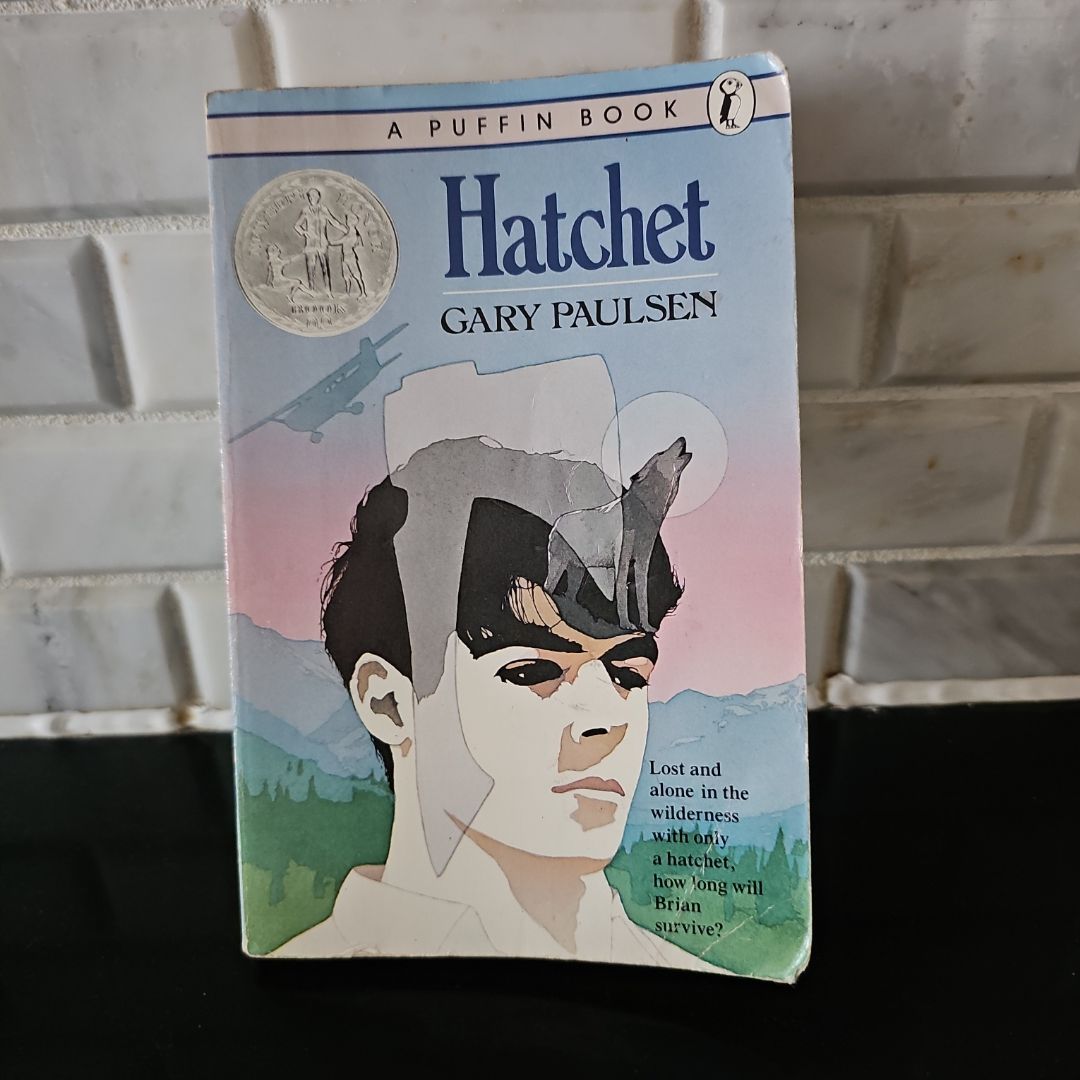 A PUFFIN BOOK
Hatchet
GARY PAULSEN
Lost and
alone in the
wilderness
with only
a hatchet,
how long will
Brian
survive?